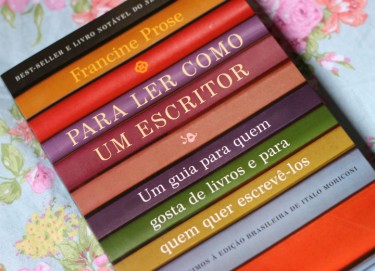 BEST-SELLER E LIVRO NOTÁVEL DO
Francine Prose
PARA LER COMO
UM ESCRITOR
Um guia para quem
gosta de livros e para
quem quer escrevê-los
À EDIÇÃO BRASILEIRA DE ITALO MORICONI